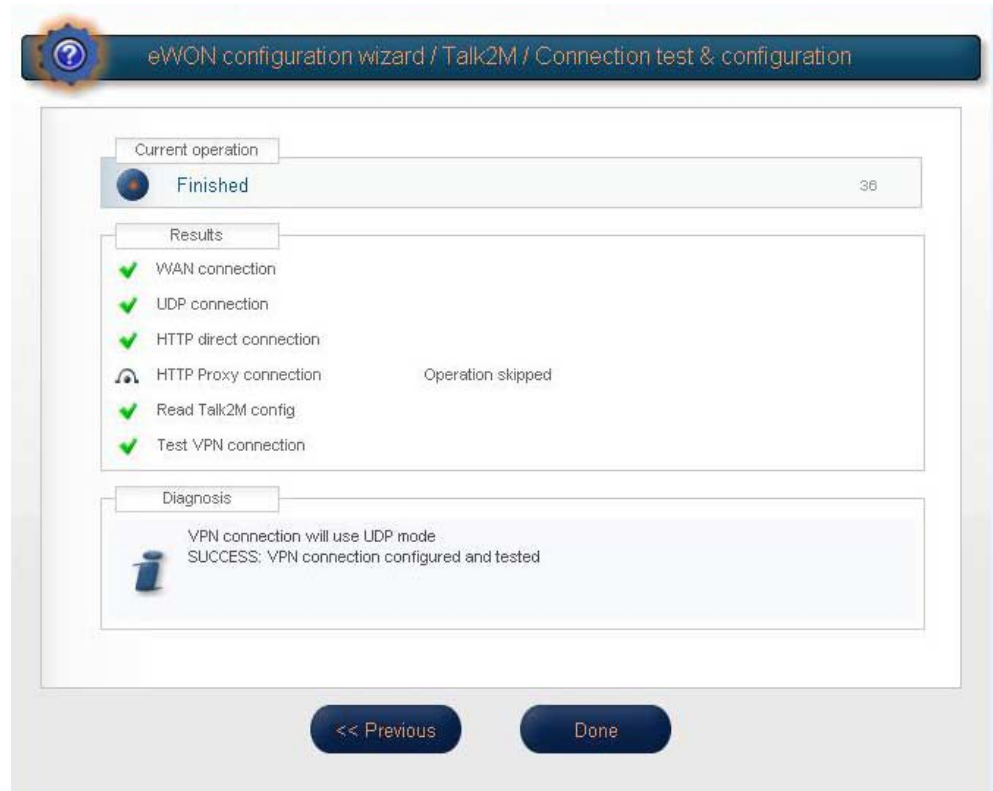 eWON configuration wizard / Talk2M / Connection test & configuration
Current operation
Finished 36
Results
WAN connection
UDP connection
HTTP direct connection
HTTP Proxy connection Operation skipped
Read Talk2M config
Test VPN connection
Diagnosis
VPN connection will use UDP mode
SUCCESS: VPN connection configured and tested
<< Previous Done